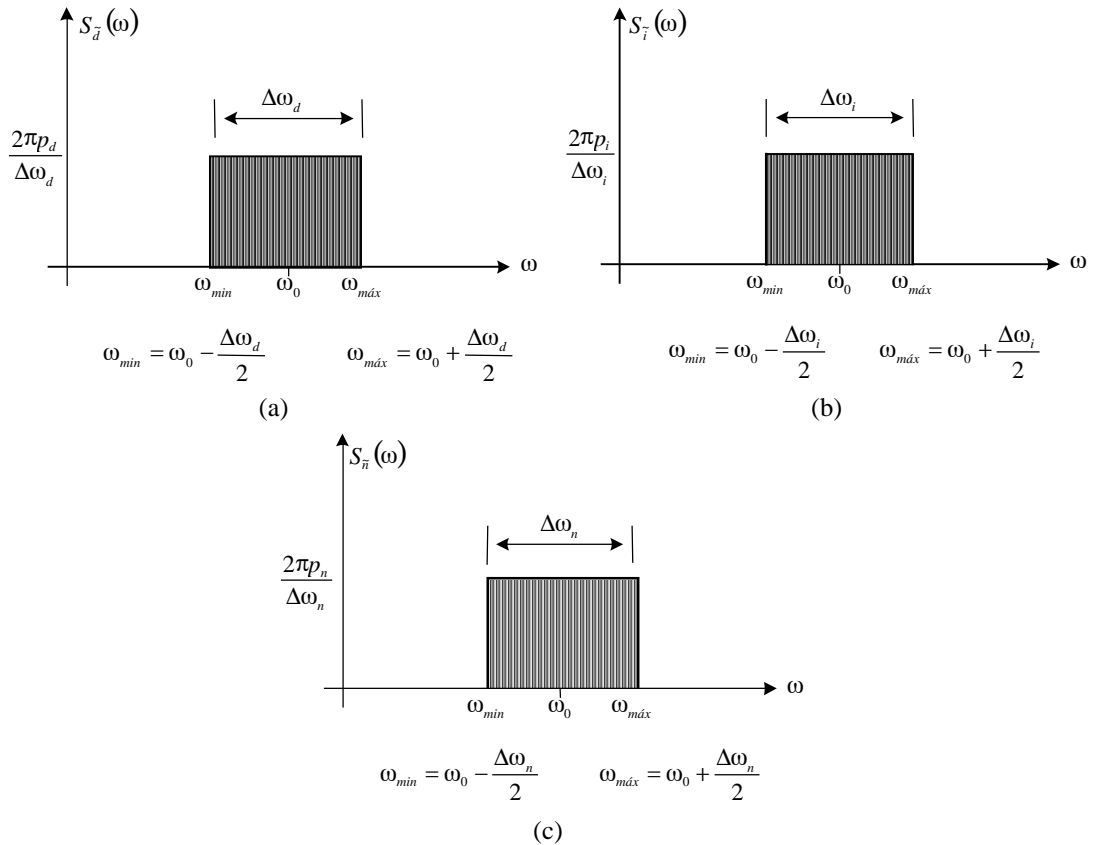 S_d̃(ω)
Δω_d
2πp_d
Δω_d
ω_min ω_0 ω_máx
ω
ω_min = ω_0 − Δω_d/2 ω_máx = ω_0 + Δω_d/2
(a)
S_ĩ(ω)
Δω_i
2πp_i
Δω_i
ω_min ω_0 ω_máx
ω
ω_min = ω_0 − Δω_i/2 ω_máx = ω_0 + Δω_i/2
(b)
S_ñ(ω)
Δω_n
2πp_n
Δω_n
ω_min ω_0 ω_máx
ω
ω_min = ω_0 − Δω_n/2 ω_máx = ω_0 + Δω_n/2
(c)